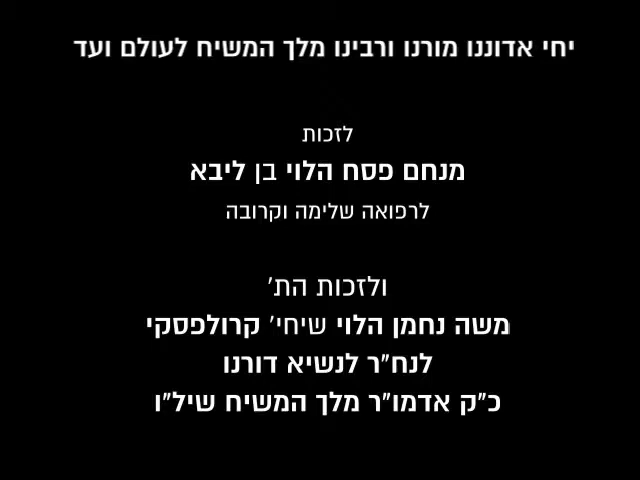 יחי אדוננו מורנו ורבינו מלך המשיח לעולם ועד
לזכות
מנחם פסח הלוי בן ליבא
לרפואה שלימה וקרובה
ולזכות הת'
משה נחמן הלוי שיחי' קרולפסקי
לנח"ר לנשיא דורנו
כ"ק אדמו"ר מלך המשיח שיל"ו